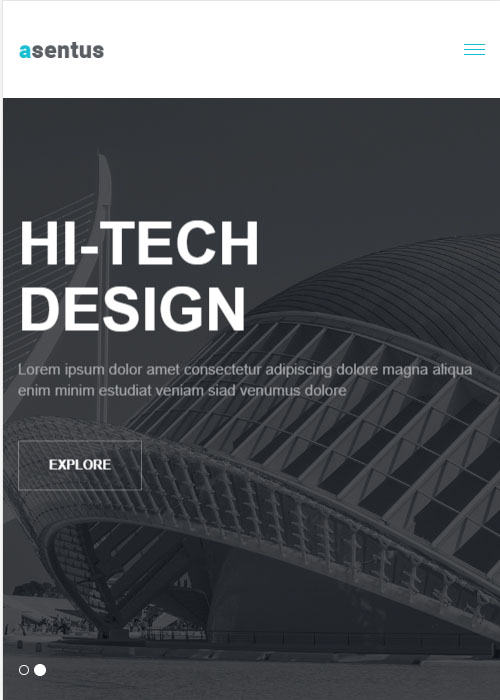 asentus
HI-TECH
DESIGN
Lorem ipsum dolor amet consectetur adipiscing dolore magna aliqua
enim minim estudiat veniam siad venumus dolore
EXPLORE